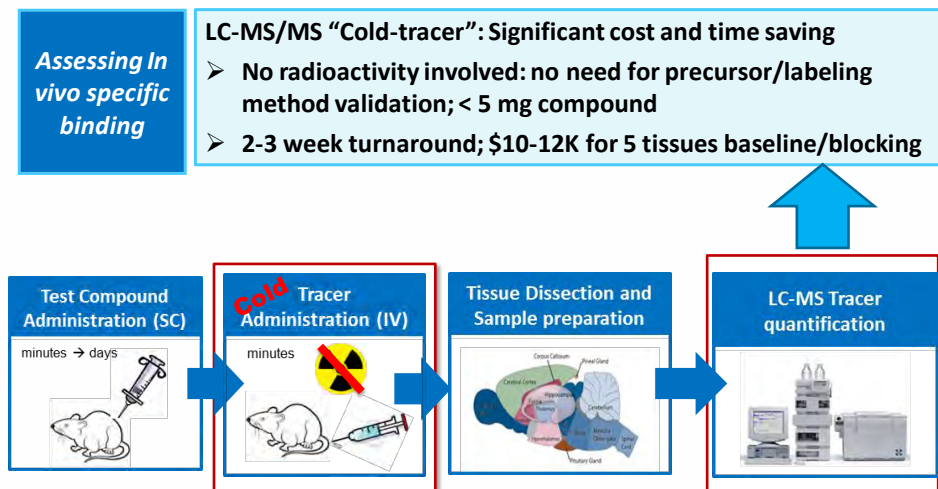 Assessing In
vivo specific
binding
LC-MS/MS “Cold-tracer”: Significant cost and time saving
➢ No radioactivity involved: no need for precursor/labeling
method validation; < 5 mg compound
➢ 2-3 week turnaround; $10-12K for 5 tissues baseline/blocking
Test Compound
Administration (SC)
minutes → days
Cold Tracer
Administration (IV)
minutes
Tissue Dissection and
Sample preparation
Corpus Callosum
Pineal Gland
Cerebral Cortex
Hippocampus
Thalamus
Cerebellum
Hypothalamus
Medulla
Oblongata
Spinal
Cord
Pituitary Gland
LC-MS Tracer
quantification